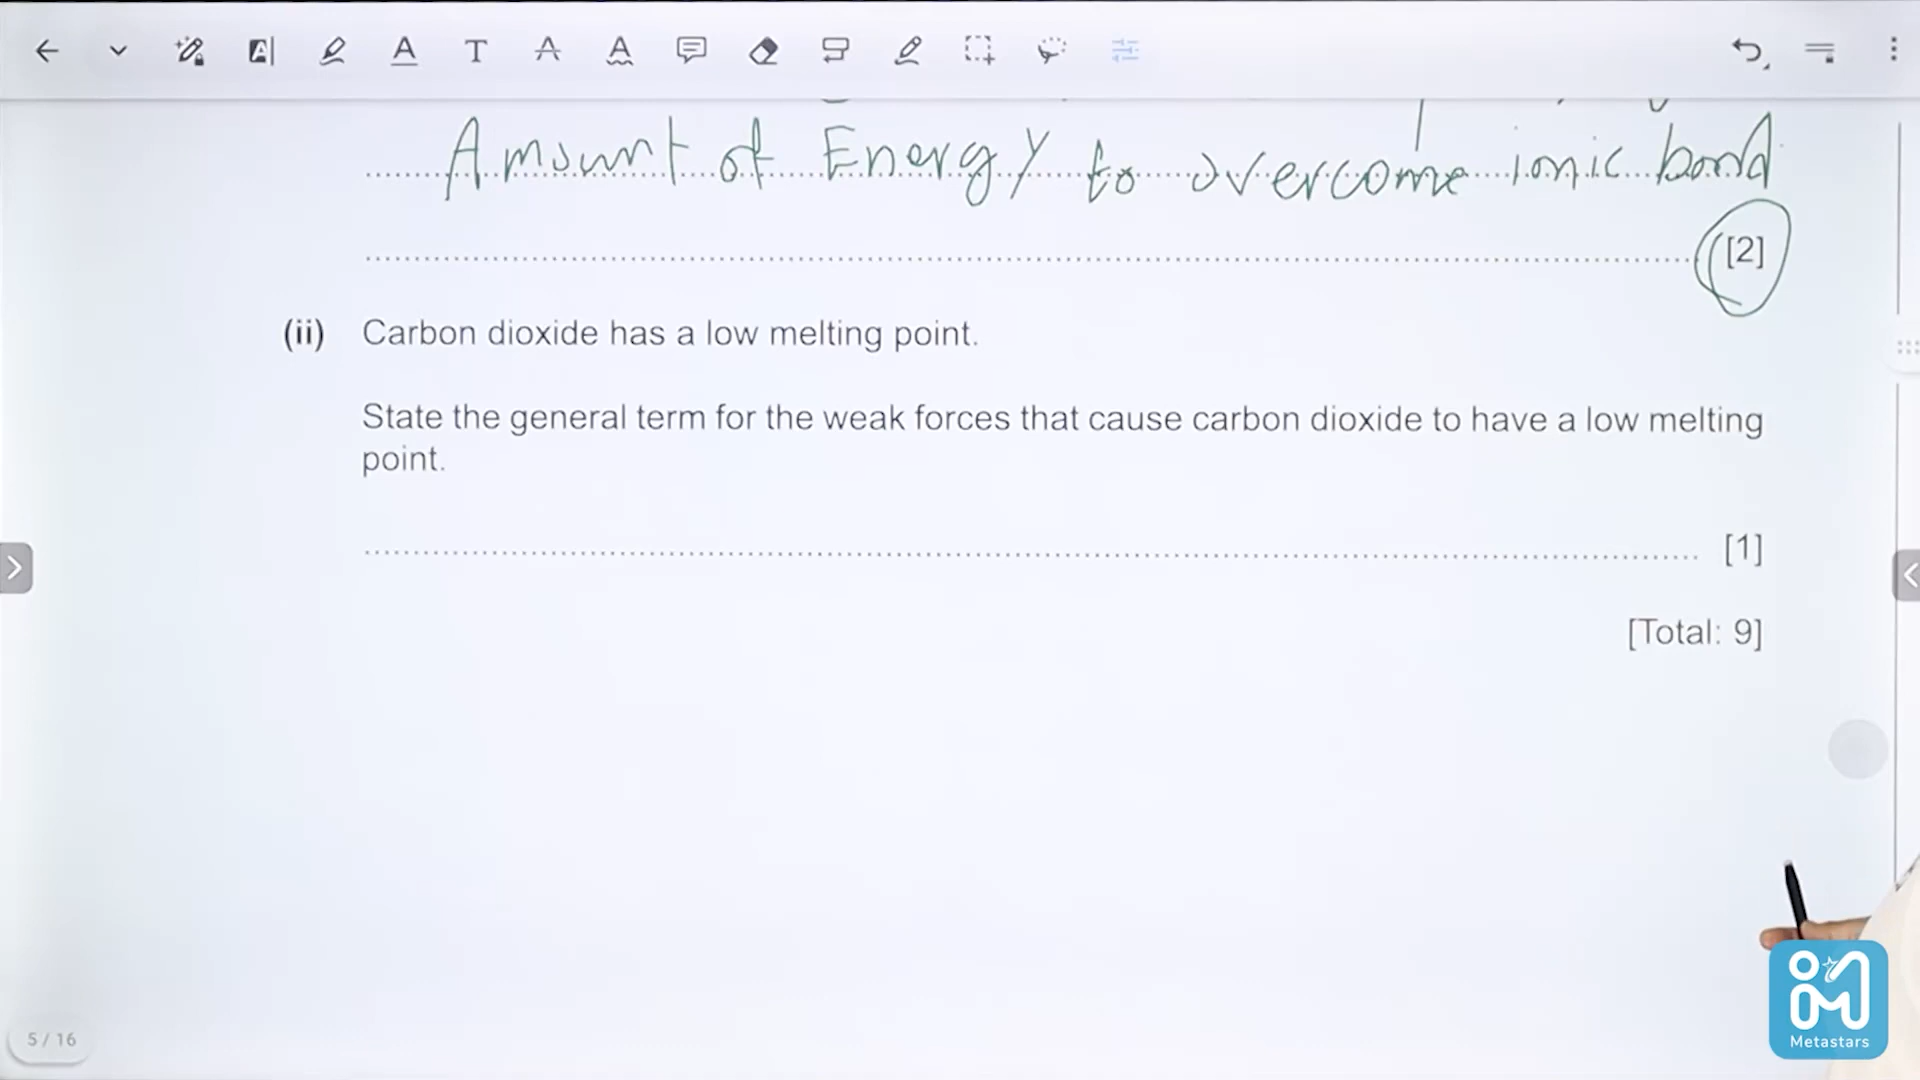 Amount of Energy to overcome ionic bond
[2]
(ii) Carbon dioxide has a low melting point.
State the general term for the weak forces that cause carbon dioxide to have a low melting
point.
[1]
[Total: 9]
5 / 16
Metastars